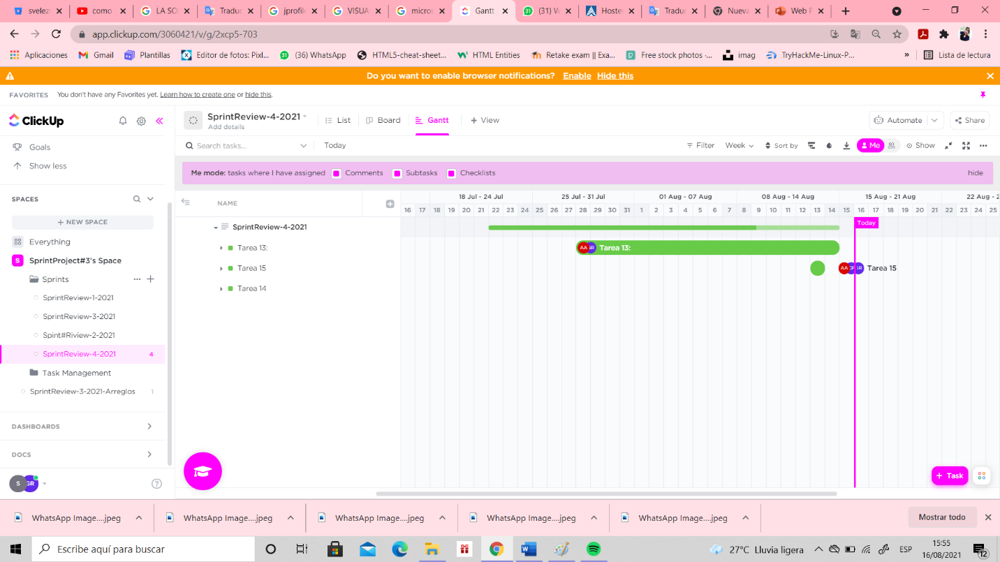 svelez
como
LA SO
Traduc
jprofile
VISUA
micros
Gantt
(31) W
Hoste
Traduc
Nueva
Web P
app.clickup.com/3060421/v/g/2xcp5-703
Aplicaciones
Gmail
Plantillas
Editor de fotos: Pixl...
(36) WhatsApp
HTML5-cheat-sheet...
HTML Entities
Retake exam || Exa...
Free stock photos ·...
imag
TryHackMe-Linux-P...
»
Lista de lectura
Do you want to enable browser notifications? Enable Hide this
FAVORITES You don't have any Favorites yet. Learn how to create one or hide this.
ClickUp
SprintReview-4-2021
Add details
List
Board
Gantt
+ View
Automate
Share
Goals
Show less
Search tasks...
Today
Filter
Week
Sort by
Me
Show
Me mode: tasks where I have assigned Comments Subtasks Checklists hide
SPACES
+ NEW SPACE
Everything
S SprintProject#3's Space
Sprints
SprintReview-1-2021
SprintReview-3-2021
Spint#Riview-2-2021
SprintReview-4-2021 4
Task Management
SprintReview-3-2021-Arreglos 1
DASHBOARDS
DOCS
S GR
NAME
18 Jul - 24 Jul 25 Jul - 31 Jul 01 Aug - 07 Aug 08 Aug - 14 Aug 15 Aug - 21 Aug 22 Aug - 2
16 17 18 19 20 21 22 23 24 25 26 27 28 29 30 31 1 2 3 4 5 6 7 8 9 10 11 12 13 14 15 16 17 18 19 20 21 22 23 24 25
SprintReview-4-2021
Today
Tarea 13:
AA GR Tarea 13:
Tarea 15
AA GR Tarea 15
Tarea 14
+ Task
WhatsApp Image....jpeg
WhatsApp Image....jpeg
WhatsApp Image....jpeg
WhatsApp Image....jpeg
WhatsApp Image....jpeg
Mostrar todo
Escribe aquí para buscar
27°C Lluvia ligera
ESP
15:55
16/08/2021
12